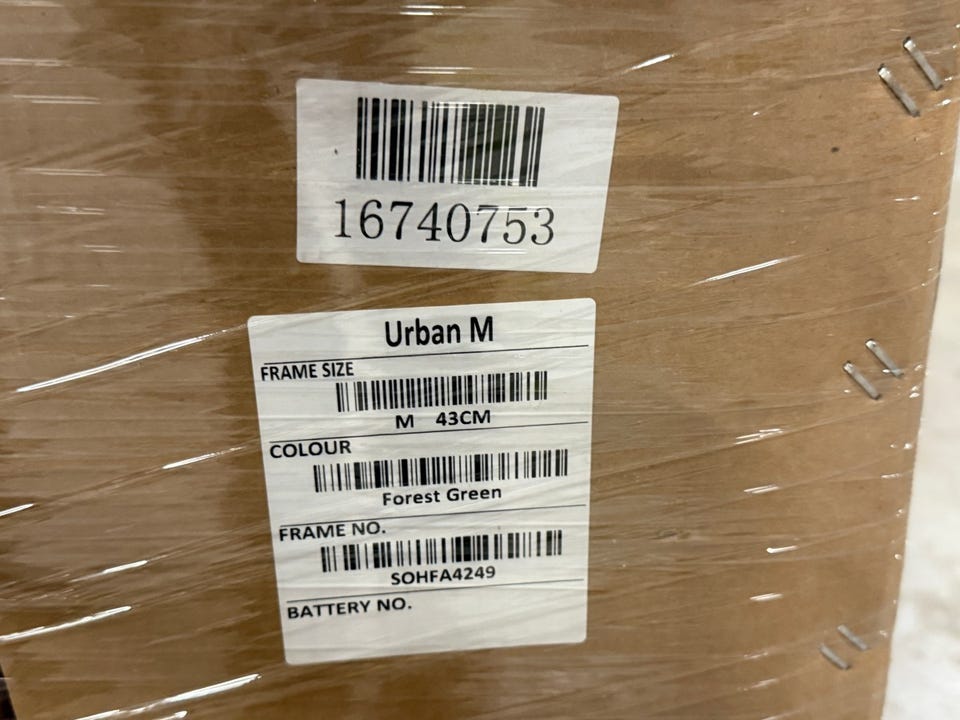 16740753
Urban M
FRAME SIZE
M 43CM
COLOUR
Forest Green
FRAME NO.
SOHFA4249
BATTERY NO.